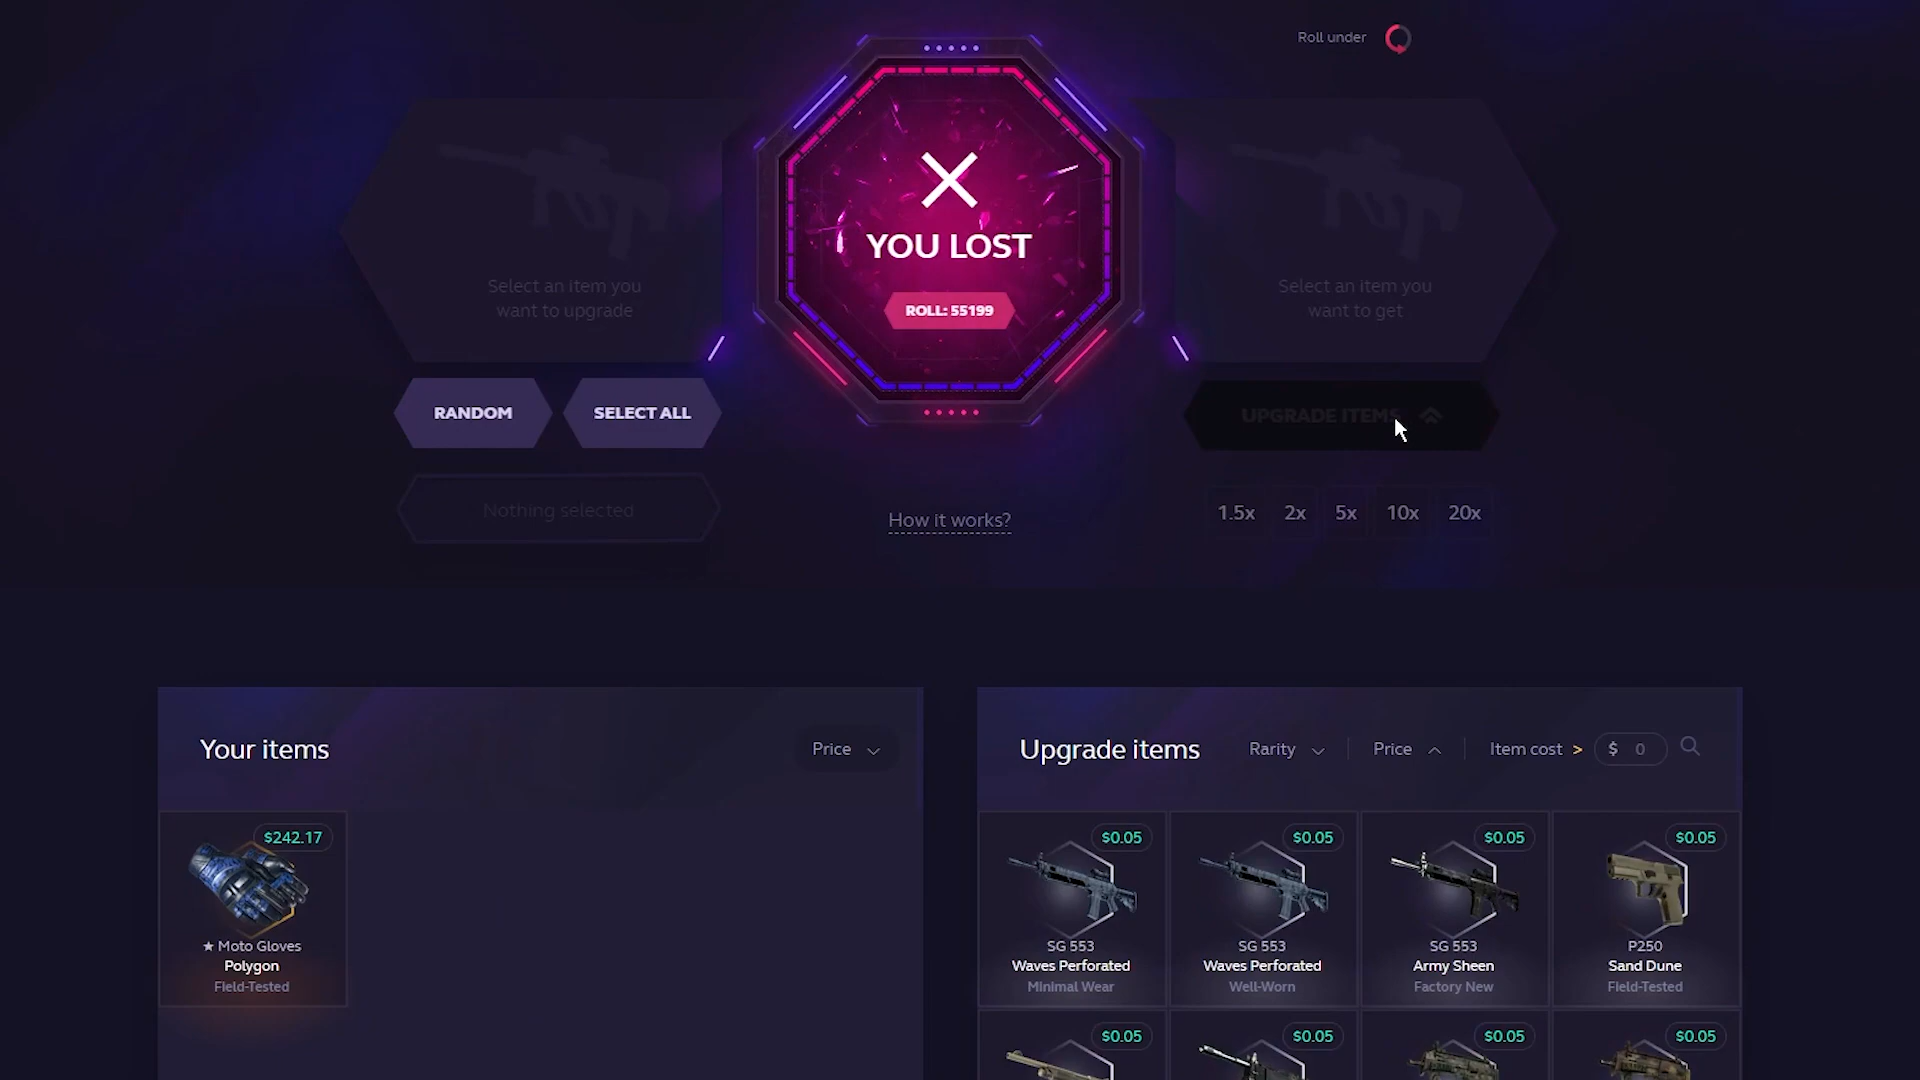 Roll under
YOU LOST
ROLL: 55199
Select an item you
want to upgrade
Select an item you
want to get
RANDOM
SELECT ALL
UPGRADE ITEMS
Nothing selected
How it works?
1.5x
2x
5x
10x
20x
Your items
Price
Upgrade items
Rarity
Price
Item cost >
$ 0
$242.17
★ Moto Gloves
Polygon
Field-Tested
$0.05
SG 553
Waves Perforated
Minimal Wear
$0.05
SG 553
Waves Perforated
Well-Worn
$0.05
SG 553
Army Sheen
Factory New
$0.05
P250
Sand Dune
Field-Tested
$0.05
$0.05
$0.05
$0.05